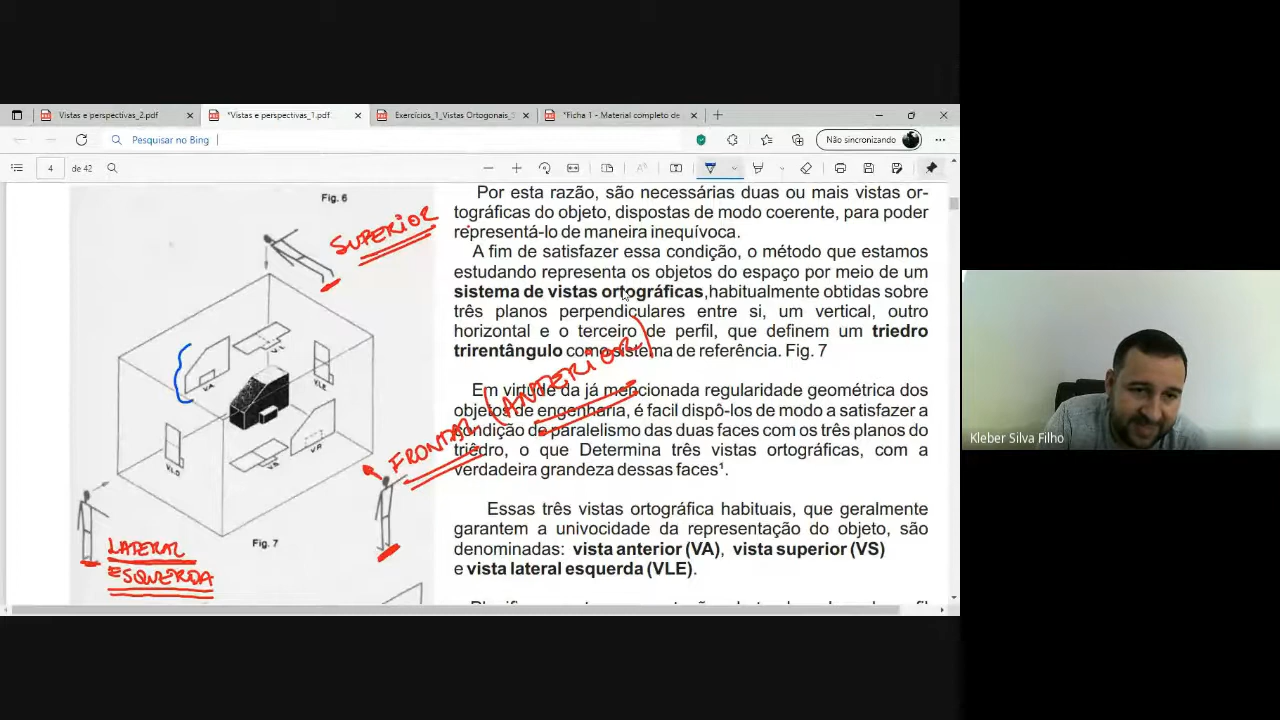 Vistas e perspectivas_2.pdf
*Vistas e perspectivas_1.pdf
Exercícios_1_Vistas Ortogonais_
*Ficha 1 - Material completo de
Pesquisar no Bing
Não sincronizando
4 de 42
Fig. 6
SUPERIOR
VA
VLE
VLD
FRONTAL (ANTERIOR)
Fig. 7
LATERAL
ESQUERDA
Por esta razão, são necessárias duas ou mais vistas or-
tográficas do objeto, dispostas de modo coerente, para poder
representá-lo de maneira inequívoca.
A fim de satisfazer essa condição, o método que estamos
estudando representa os objetos do espaço por meio de um
sistema de vistas ortográficas,habitualmente obtidas sobre
três planos perpendiculares entre si, um vertical, outro
horizontal e o terceiro de perfil, que definem um triedro
trirentângulo como sistema de referência. Fig. 7
Em virtude da já mencionada regularidade geométrica dos
objetos de engenharia, é facil dispô-los de modo a satisfazer a
condição de paralelismo das duas faces com os três planos do
triêdro, o que Determina três vistas ortográficas, com a
verdadeira grandeza dessas faces¹.
Essas três vistas ortográfica habituais, que geralmente
garantem a univocidade da representação do objeto, são
denominadas: vista anterior (VA), vista superior (VS)
e vista lateral esquerda (VLE).
Kleber Silva Filho